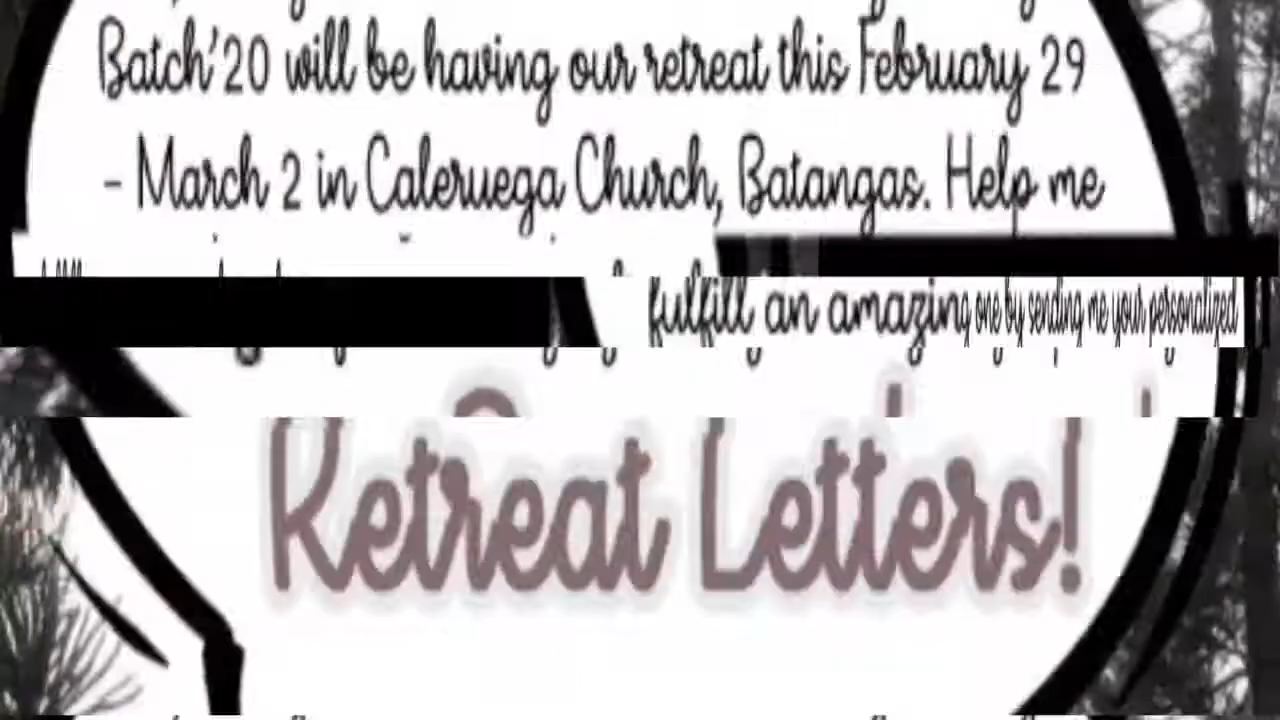 Batch'20 will be having our retreat this February 29
- March 2 in Caleruega Church, Batangas. Help me
fulfill an amazing one by sending me your personalized
Retreat Letters!